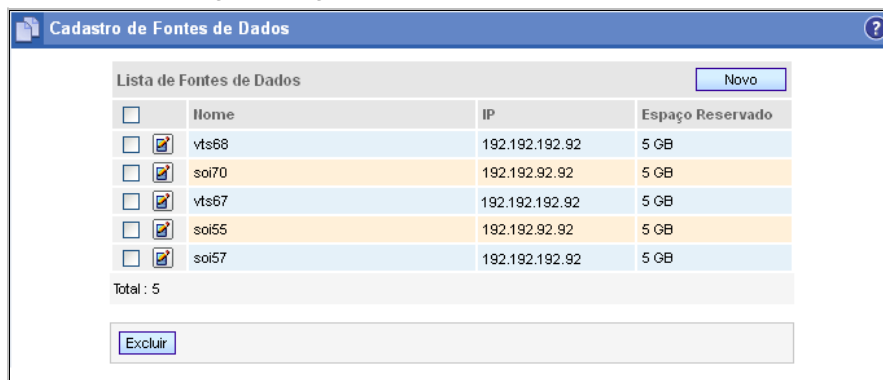 Cadastro de Fontes de Dados ?
Lista de Fontes de Dados Novo
Nome IP Espaço Reservado
vts68 192.192.192.92 5 GB
soi70 192.192.92.92 5 GB
vts67 192.192.192.92 5 GB
soi55 192.192.92.92 5 GB
soi57 192.192.192.92 5 GB
Total : 5
Excluir